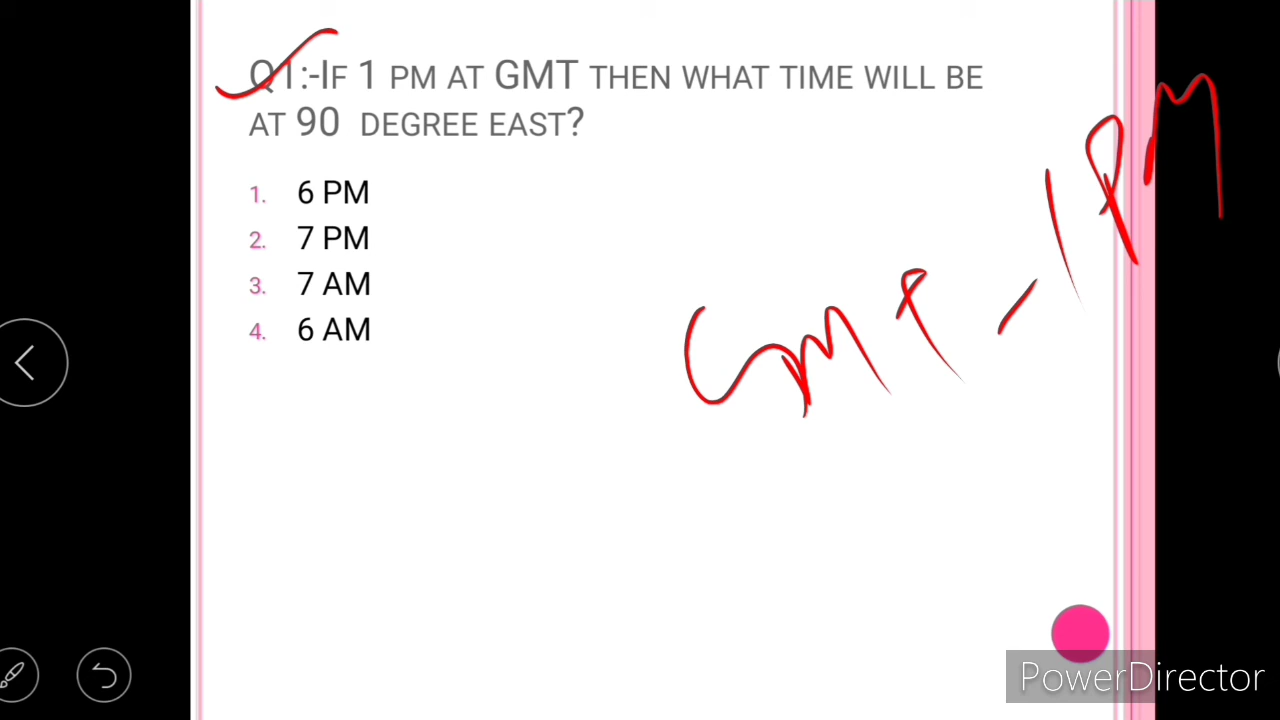 Q1:-IF 1 PM AT GMT THEN WHAT TIME WILL BE
AT 90 DEGREE EAST?
1. 6 PM
2. 7 PM
3. 7 AM
4. 6 AM
GMT - 1 PM
PowerDirector